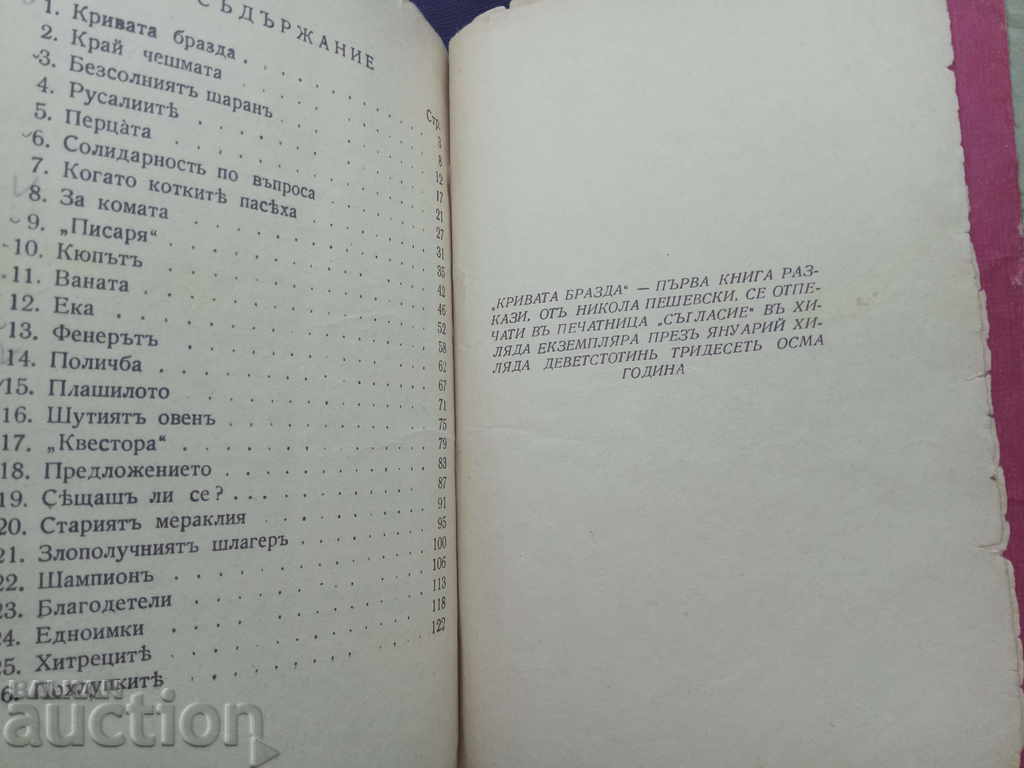 СЪДЪРЖАНИЕ
Стр.
1. Кривата бразда . . . . . 3
2. Край чешмата . . . . . 8
3. Безсолниятъ шаранъ . . . . . 12
4. Русалиитѣ . . . . . 17
5. Перцата . . . . . 21
6. Солидарность по въпроса . . . . . 27
7. Когато коткитѣ пасѣха . . . . . 31
8. За комата . . . . . 35
9. „Писаря“ . . . . . 42
10. Кюпътъ . . . . . 46
11. Ваната . . . . . 52
12. Ека . . . . . 58
13. Фенерътъ . . . . . 62
14. Поличба . . . . . 67
15. Плашилото . . . . . 71
16. Шутиятъ овенъ . . . . . 75
17. „Квестора“ . . . . . 79
18. Предложението . . . . . 83
19. Сѣщашъ ли се? . . . . . 87
20. Стариятъ мераклия . . . . . 91
21. Злополучниятъ шлагеръ . . . . . 95
22. Шампионъ . . . . . 100
23. Благодетели . . . . . 106
24. Едноимки . . . . . 113
25. Хитрецитѣ . . . . . 118
6. Похлупкитѣ . . . . . 122
„КРИВАТА БРАЗДА“ — ПЪРВА КНИГА РАЗ-
КАЗИ, ОТЪ НИКОЛА ПЕШЕВСКИ, СЕ ОТПЕ-
ЧАТИ ВЪ ПЕЧАТНИЦА „СЪГЛАСИЕ“ ВЪ ХИ-
ЛЯДА ЕКЗЕМПЛЯРА ПРЕЗЪ ЯНУАРИЙ ХИ-
ЛЯДА ДЕВЕТСТОТИНЬ ТРИДЕСЕТЬ ОСМА
ГОДИНА
auction